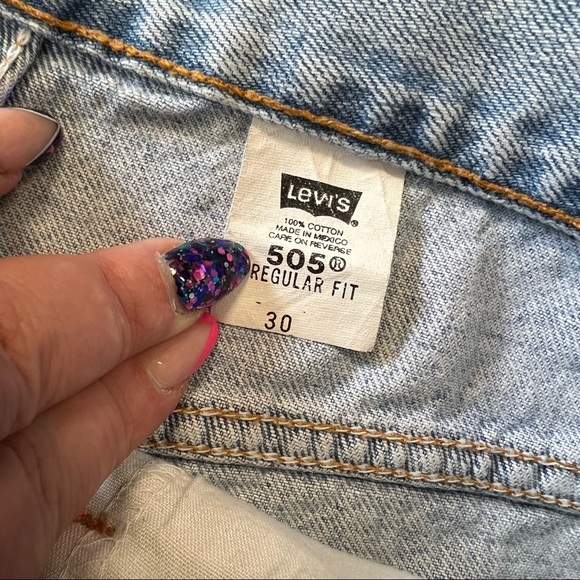 Levi's®
100% COTTON
MADE IN MEXICO
CARE ON REVERSE
505®
REGULAR FIT
30